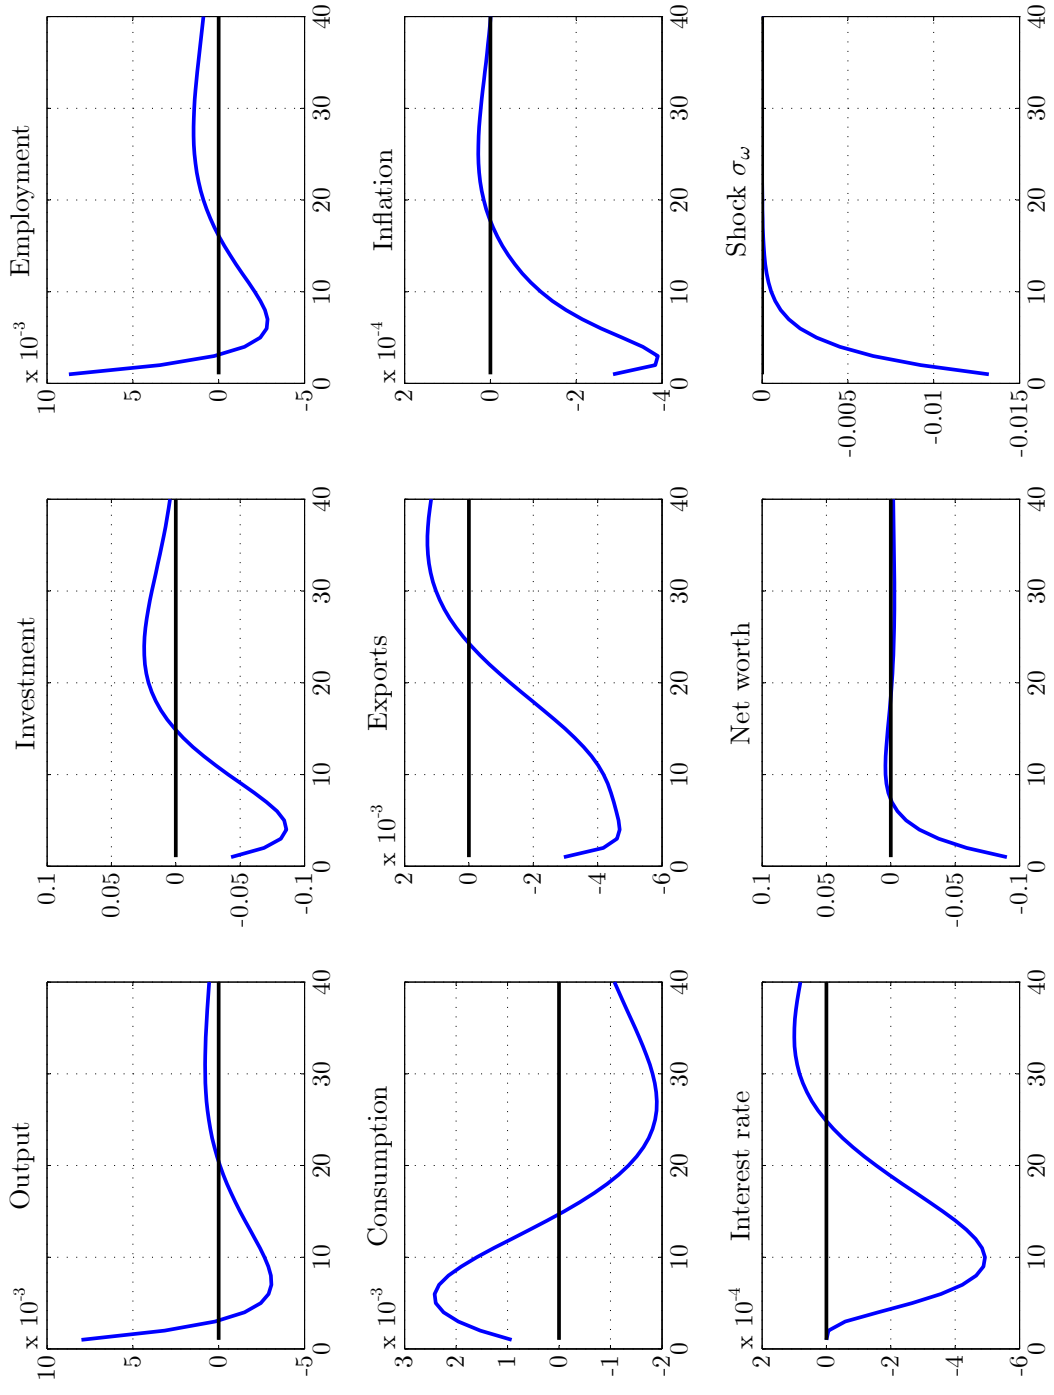 Output
x 10-3
10
5
0
-5
0 10 20 30 40
Investment
0.1
0.05
0
-0.05
-0.1
0 10 20 30 40
Employment
x 10-3
10
5
0
-5
0 10 20 30 40
Consumption
x 10-3
3
2
1
0
-1
-2
0 10 20 30 40
Exports
x 10-3
2
0
-2
-4
-6
0 10 20 30 40
Inflation
x 10-4
2
0
-2
-4
0 10 20 30 40
Interest rate
x 10-4
2
0
-2
-4
-6
0 10 20 30 40
Net worth
0.1
0.05
0
-0.05
-0.1
0 10 20 30 40
Shock σω
0
-0.005
-0.01
-0.015
0 10 20 30 40